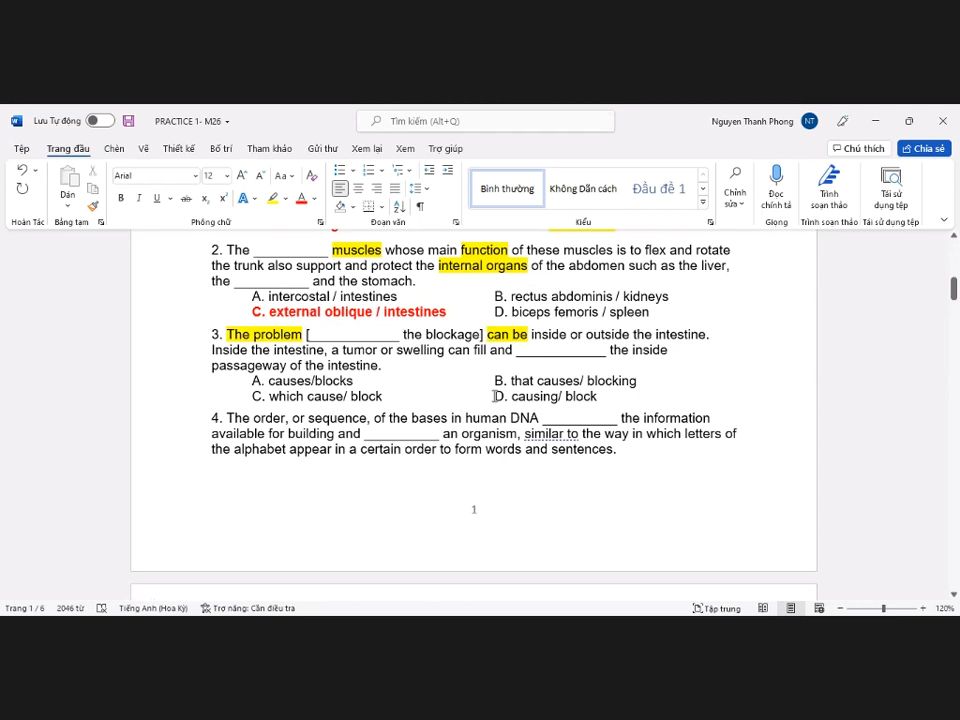 Lưu Tự động PRACTICE 1- M26 Tìm kiếm (Alt+Q) Nguyen Thanh Phong NT
Tệp Trang đầu Chèn Vẽ Thiết kế Bố trí Tham khảo Gửi thư Xem lại Xem Trợ giúp Chú thích Chia sẻ
Dán Arial 12 Bình thường Không Dãn cách Đầu đề 1 Chỉnh sửa Đọc chính tả Trình soạn thảo Tái sử dụng tệp
Hoàn Tác Bảng tạm Phông chữ Đoạn văn Kiểu Giọng Trình soạn thảo Tái sử dụng tệp
2. The __________ muscles whose main function of these muscles is to flex and rotate
the trunk also support and protect the internal organs of the abdomen such as the liver,
the __________ and the stomach.
A. intercostal / intestines B. rectus abdominis / kidneys
C. external oblique / intestines D. biceps femoris / spleen
3. The problem [____________ the blockage] can be inside or outside the intestine.
Inside the intestine, a tumor or swelling can fill and ____________ the inside
passageway of the intestine.
A. causes/blocks B. that causes/ blocking
C. which cause/ block D. causing/ block
4. The order, or sequence, of the bases in human DNA __________ the information
available for building and __________ an organism, similar to the way in which letters of
the alphabet appear in a certain order to form words and sentences.
1
Trang 1 / 6 2046 từ Tiếng Anh (Hoa Kỳ) Trợ năng: Cần điều tra Tập trung 120%